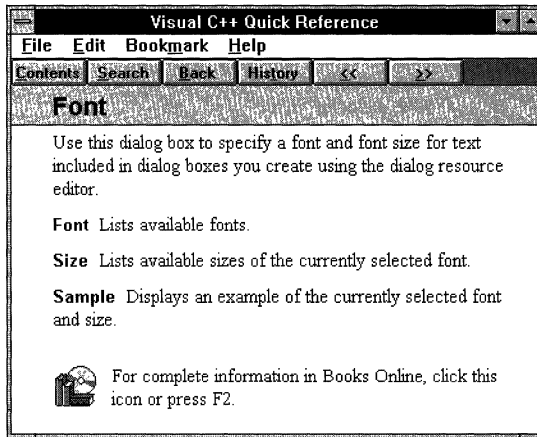 Visual C++ Quick Reference
File Edit Bookmark Help
Contents Search Back History << >>
Font
Use this dialog box to specify a font and font size for text
included in dialog boxes you create using the dialog resource
editor.
Font Lists available fonts.
Size Lists available sizes of the currently selected font.
Sample Displays an example of the currently selected font
and size.
For complete information in Books Online, click this
icon or press F2.